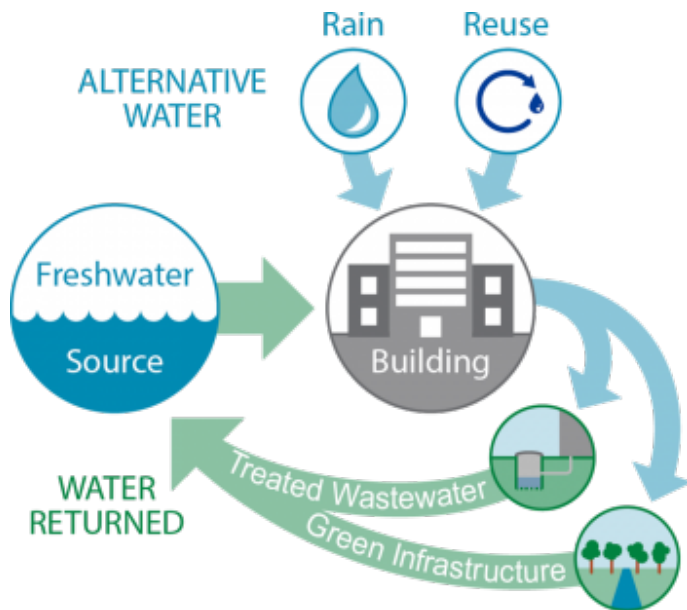 Rain
Reuse
ALTERNATIVE
WATER
Freshwater
Source
Building
Treated Wastewater
WATER
RETURNED
Green Infrastructure